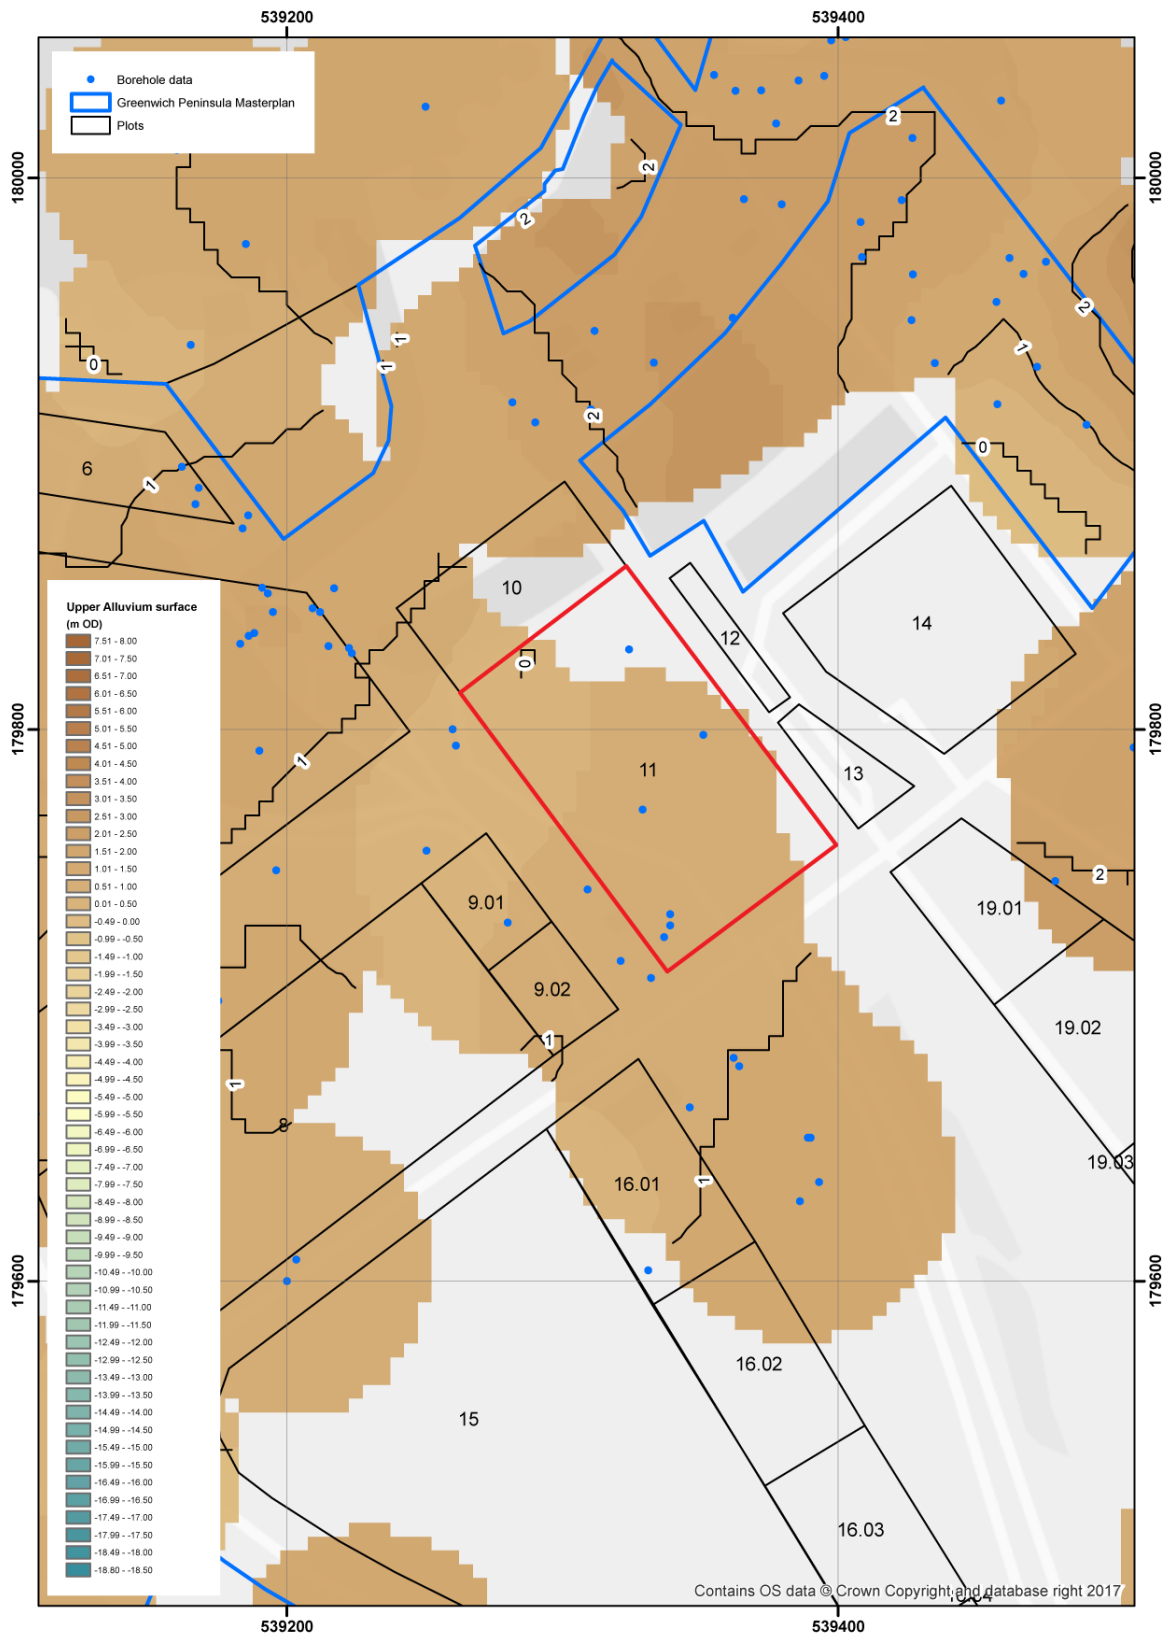 539200
539400
Borehole data
Greenwich Peninsula Masterplan
Plots
2
180000
180000
2
2
2
0
1
1
1
2
6
1
0
10
12
14
0
179800
179800
11
1
13
2
9.01
19.01
9.02
19.02
1
1
8
19.03
16.01
1
179600
179600
16.02
15
16.03
Upper Alluvium surface
(m OD)
7.51 - 8.00
7.01 - 7.50
6.51 - 7.00
6.01 - 6.50
5.51 - 6.00
5.01 - 5.50
4.51 - 5.00
4.01 - 4.50
3.51 - 4.00
3.01 - 3.50
2.51 - 3.00
2.01 - 2.50
1.51 - 2.00
1.01 - 1.50
0.51 - 1.00
0.01 - 0.50
-0.49 - 0.00
-0.99 - -0.50
-1.49 - -1.00
-1.99 - -1.50
-2.49 - -2.00
-2.99 - -2.50
-3.49 - -3.00
-3.99 - -3.50
-4.49 - -4.00
-4.99 - -4.50
-5.49 - -5.00
-5.99 - -5.50
-6.49 - -6.00
-6.99 - -6.50
-7.49 - -7.00
-7.99 - -7.50
-8.49 - -8.00
-8.99 - -8.50
-9.49 - -9.00
-9.99 - -9.50
-10.49 - -10.00
-10.99 - -10.50
-11.49 - -11.00
-11.99 - -11.50
-12.49 - -12.00
-12.99 - -12.50
-13.49 - -13.00
-13.99 - -13.50
-14.49 - -14.00
-14.99 - -14.50
-15.49 - -15.00
-15.99 - -15.50
-16.49 - -16.00
-16.99 - -16.50
-17.49 - -17.00
-17.99 - -17.50
-18.49 - -18.00
-18.80 - -18.50
Contains OS data © Crown Copyright and database right 2017
539200
539400